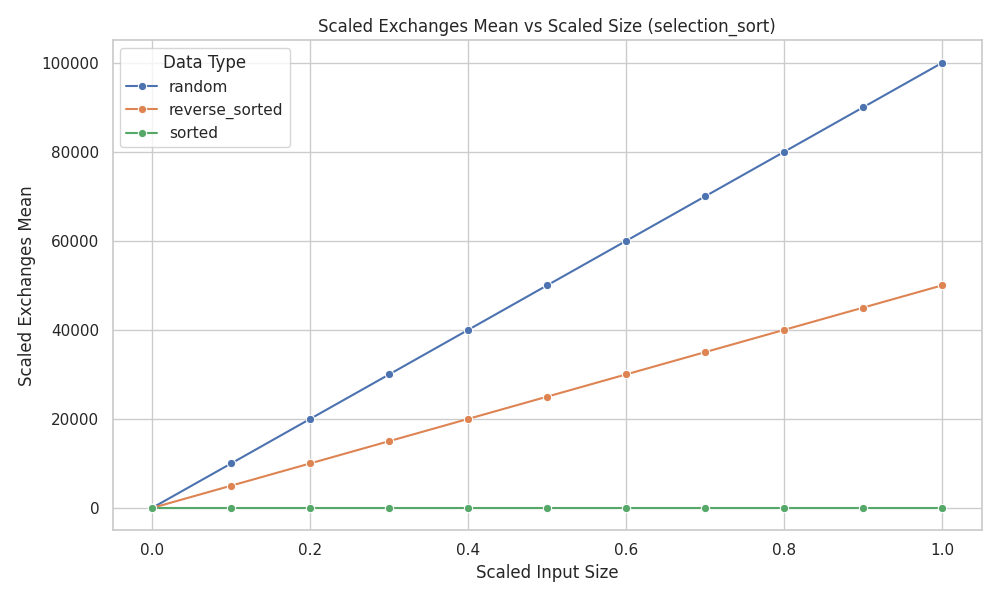 Scaled Exchanges Mean vs Scaled Size (selection_sort)
Data Type
random
reverse_sorted
sorted
Scaled Exchanges Mean
100000
80000
60000
40000
20000
0
0.0 0.2 0.4 0.6 0.8 1.0
Scaled Input Size